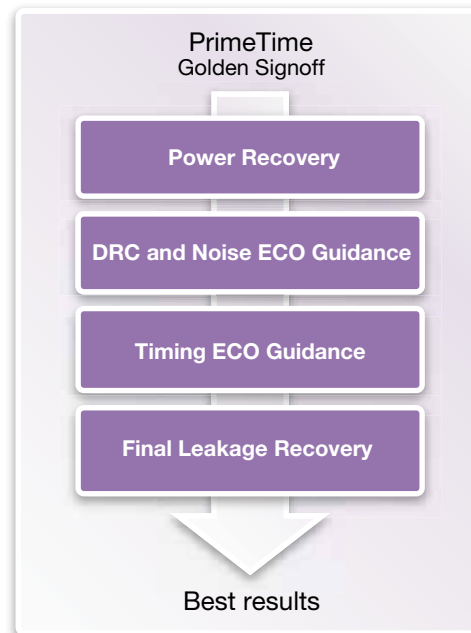 PrimeTime
Golden Signoff
Power Recovery
DRC and Noise ECO Guidance
Timing ECO Guidance
Final Leakage Recovery
Best results